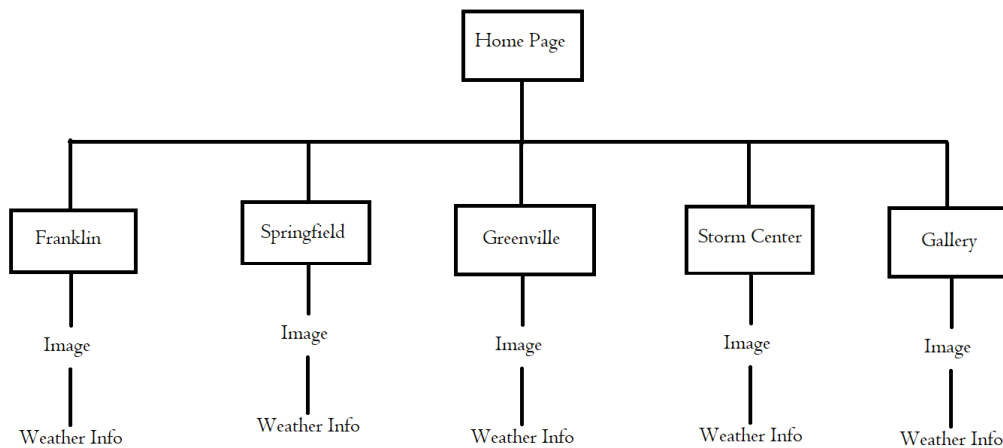 Home Page
Franklin
Springfield
Greenville
Storm Center
Gallery
Image
Image
Image
Image
Image
Weather Info
Weather Info
Weather Info
Weather Info
Weather Info